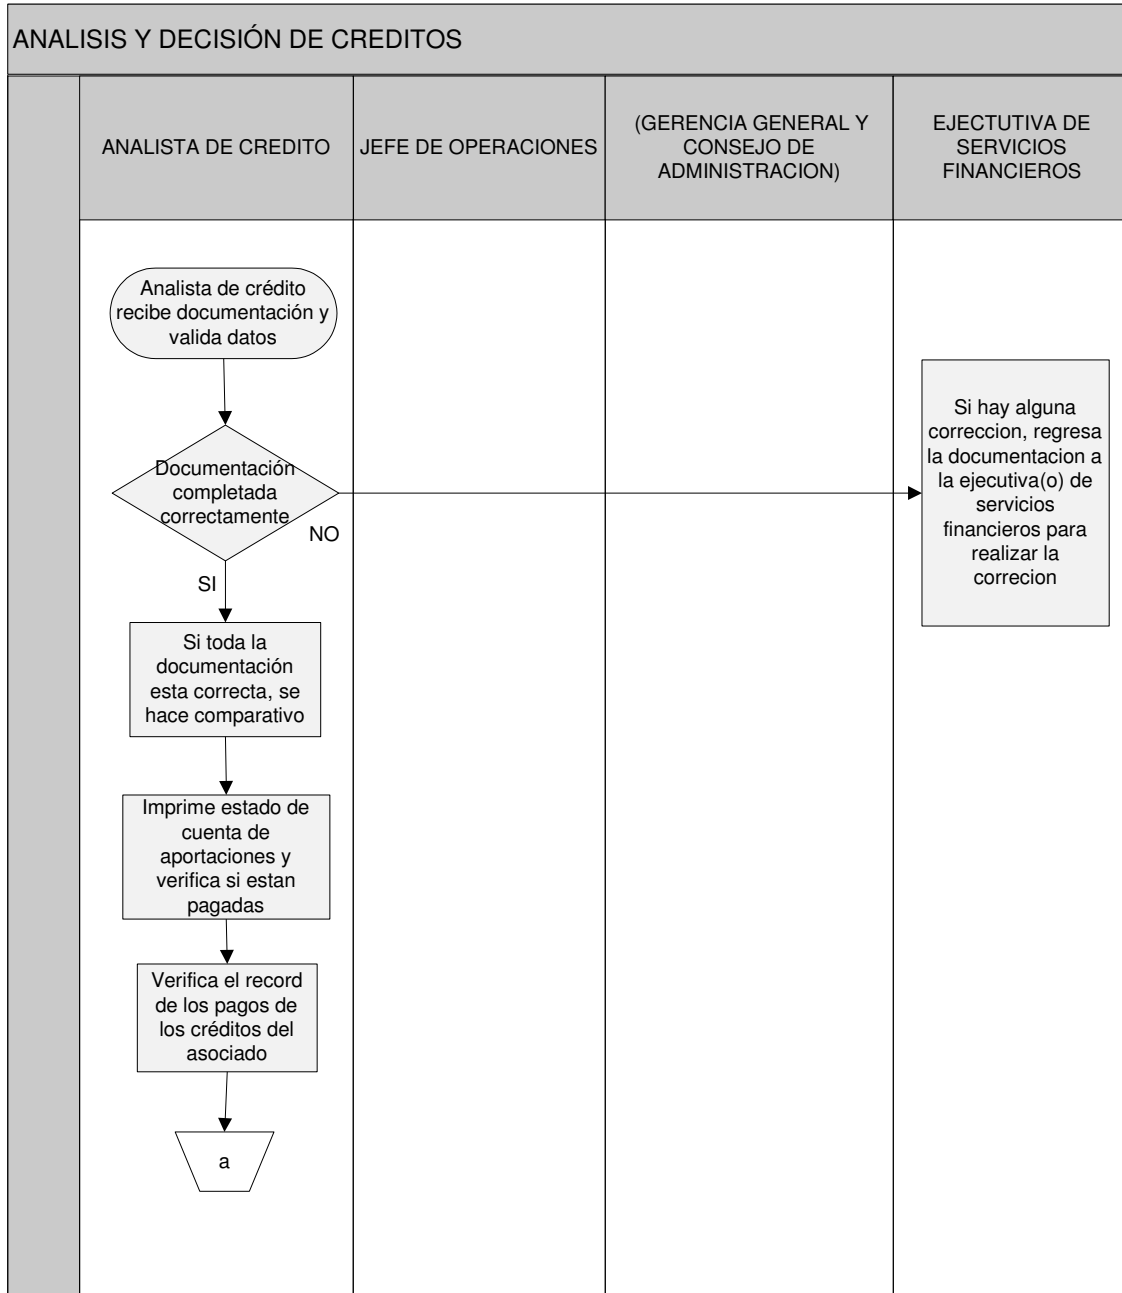 ANALISIS Y DECISIÓN DE CREDITOS
ANALISTA DE CREDITO
JEFE DE OPERACIONES
(GERENCIA GENERAL Y
CONSEJO DE
ADMINISTRACION)
EJECTUTIVA DE
SERVICIOS
FINANCIEROS
Analista de crédito
recibe documentación y
valida datos
Documentación
completada
correctamente
NO
SI
Si hay alguna
correccion, regresa
la documentacion a
la ejecutiva(o) de
servicios
financieros para
realizar la
correcion
Si toda la
documentación
esta correcta, se
hace comparativo
Imprime estado de
cuenta de
aportaciones y
verifica si estan
pagadas
Verifica el record
de los pagos de
los créditos del
asociado
a